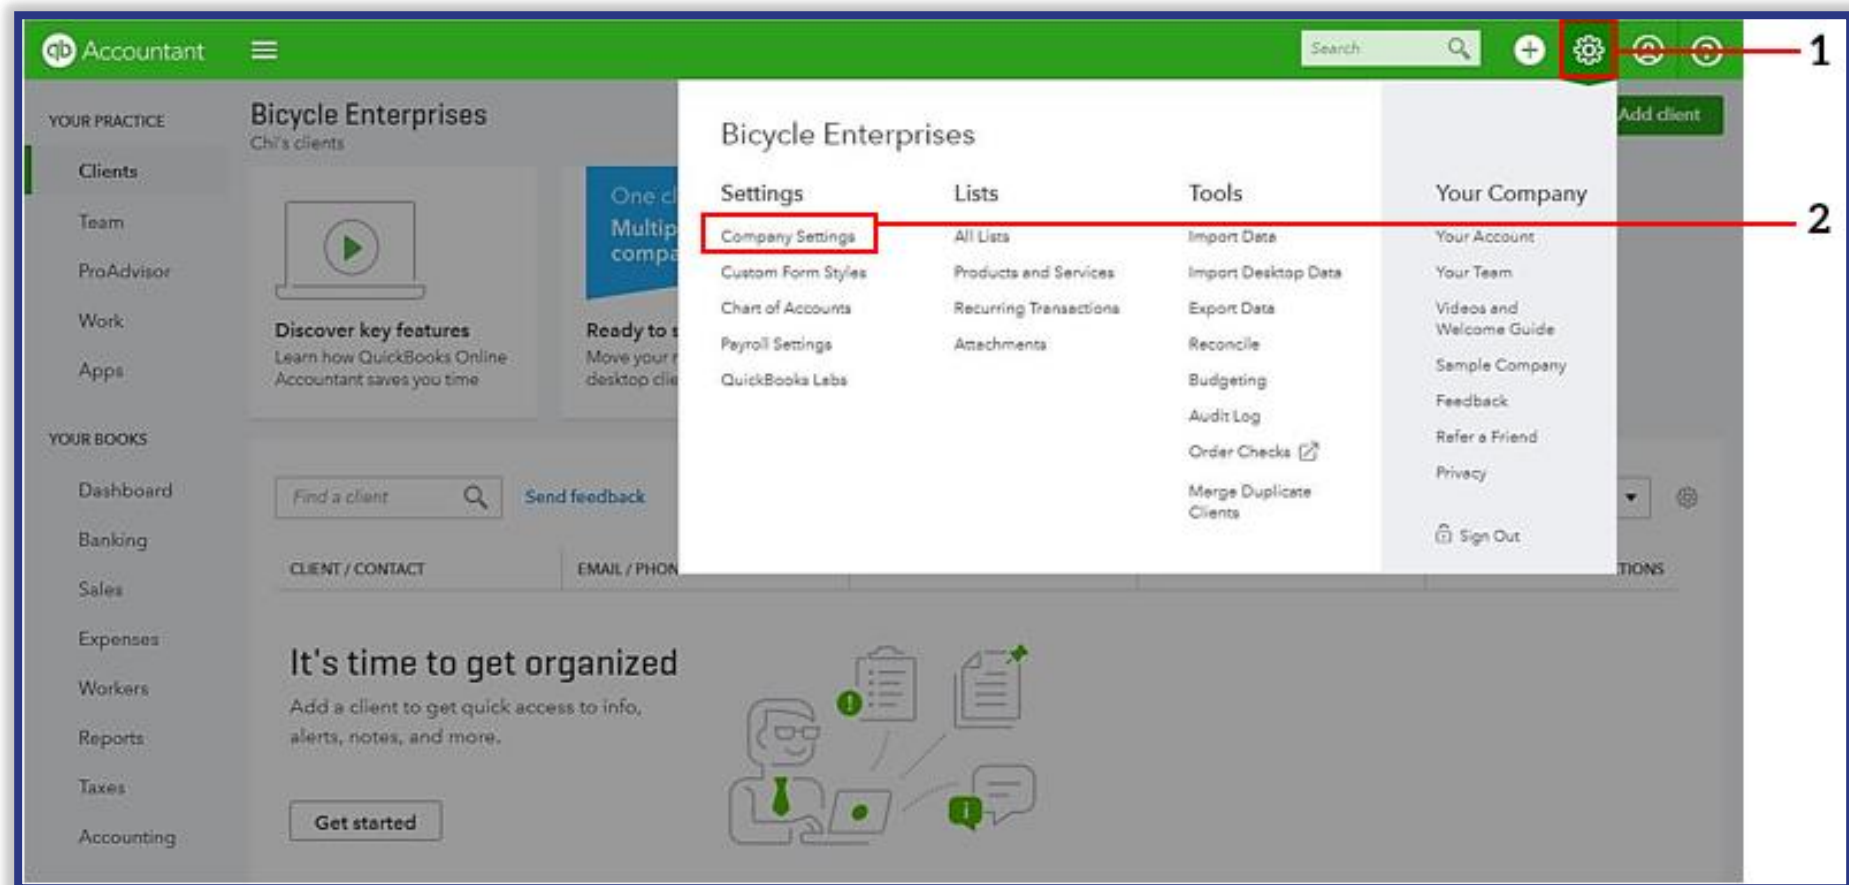 qb Accountant
Search
1
YOUR PRACTICE
Clients
Team
ProAdvisor
Work
Apps
YOUR BOOKS
Dashboard
Banking
Sales
Expenses
Workers
Reports
Taxes
Accounting
Bicycle Enterprises
Chi's clients
Add client
Discover key features
Learn how QuickBooks Online
Accountant saves you time
One cl
Multip
compa
Ready to s
Move your r
desktop clie
Bicycle Enterprises
Settings
Company Settings
2
Custom Form Styles
Chart of Accounts
Payroll Settings
QuickBooks Labs
Lists
All Lists
Products and Services
Recurring Transactions
Attachments
Tools
Import Data
Import Desktop Data
Export Data
Reconcile
Budgeting
Audit Log
Order Checks
Merge Duplicate
Clients
Your Company
Your Account
Your Team
Videos and
Welcome Guide
Sample Company
Feedback
Refer a Friend
Privacy
Sign Out
Find a client
Send feedback
CLIENT / CONTACT
EMAIL / PHON
TIONS
It's time to get organized
Add a client to get quick access to info,
alerts, notes, and more.
Get started